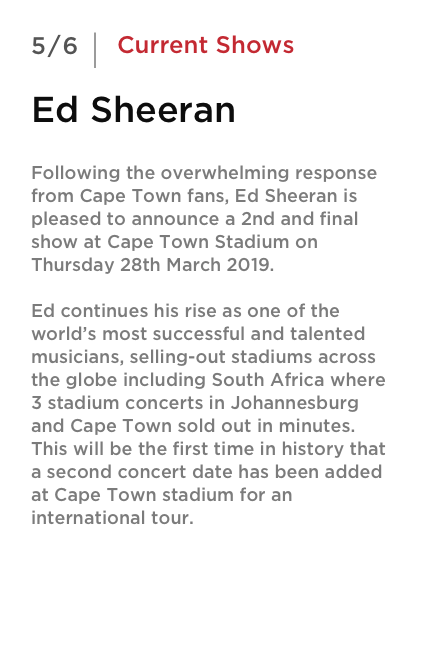 5/6 | Current Shows
Ed Sheeran
Following the overwhelming response
from Cape Town fans, Ed Sheeran is
pleased to announce a 2nd and final
show at Cape Town Stadium on
Thursday 28th March 2019.
Ed continues his rise as one of the
world’s most successful and talented
musicians, selling-out stadiums across
the globe including South Africa where
3 stadium concerts in Johannesburg
and Cape Town sold out in minutes.
This will be the first time in history that
a second concert date has been added
at Cape Town stadium for an
international tour.